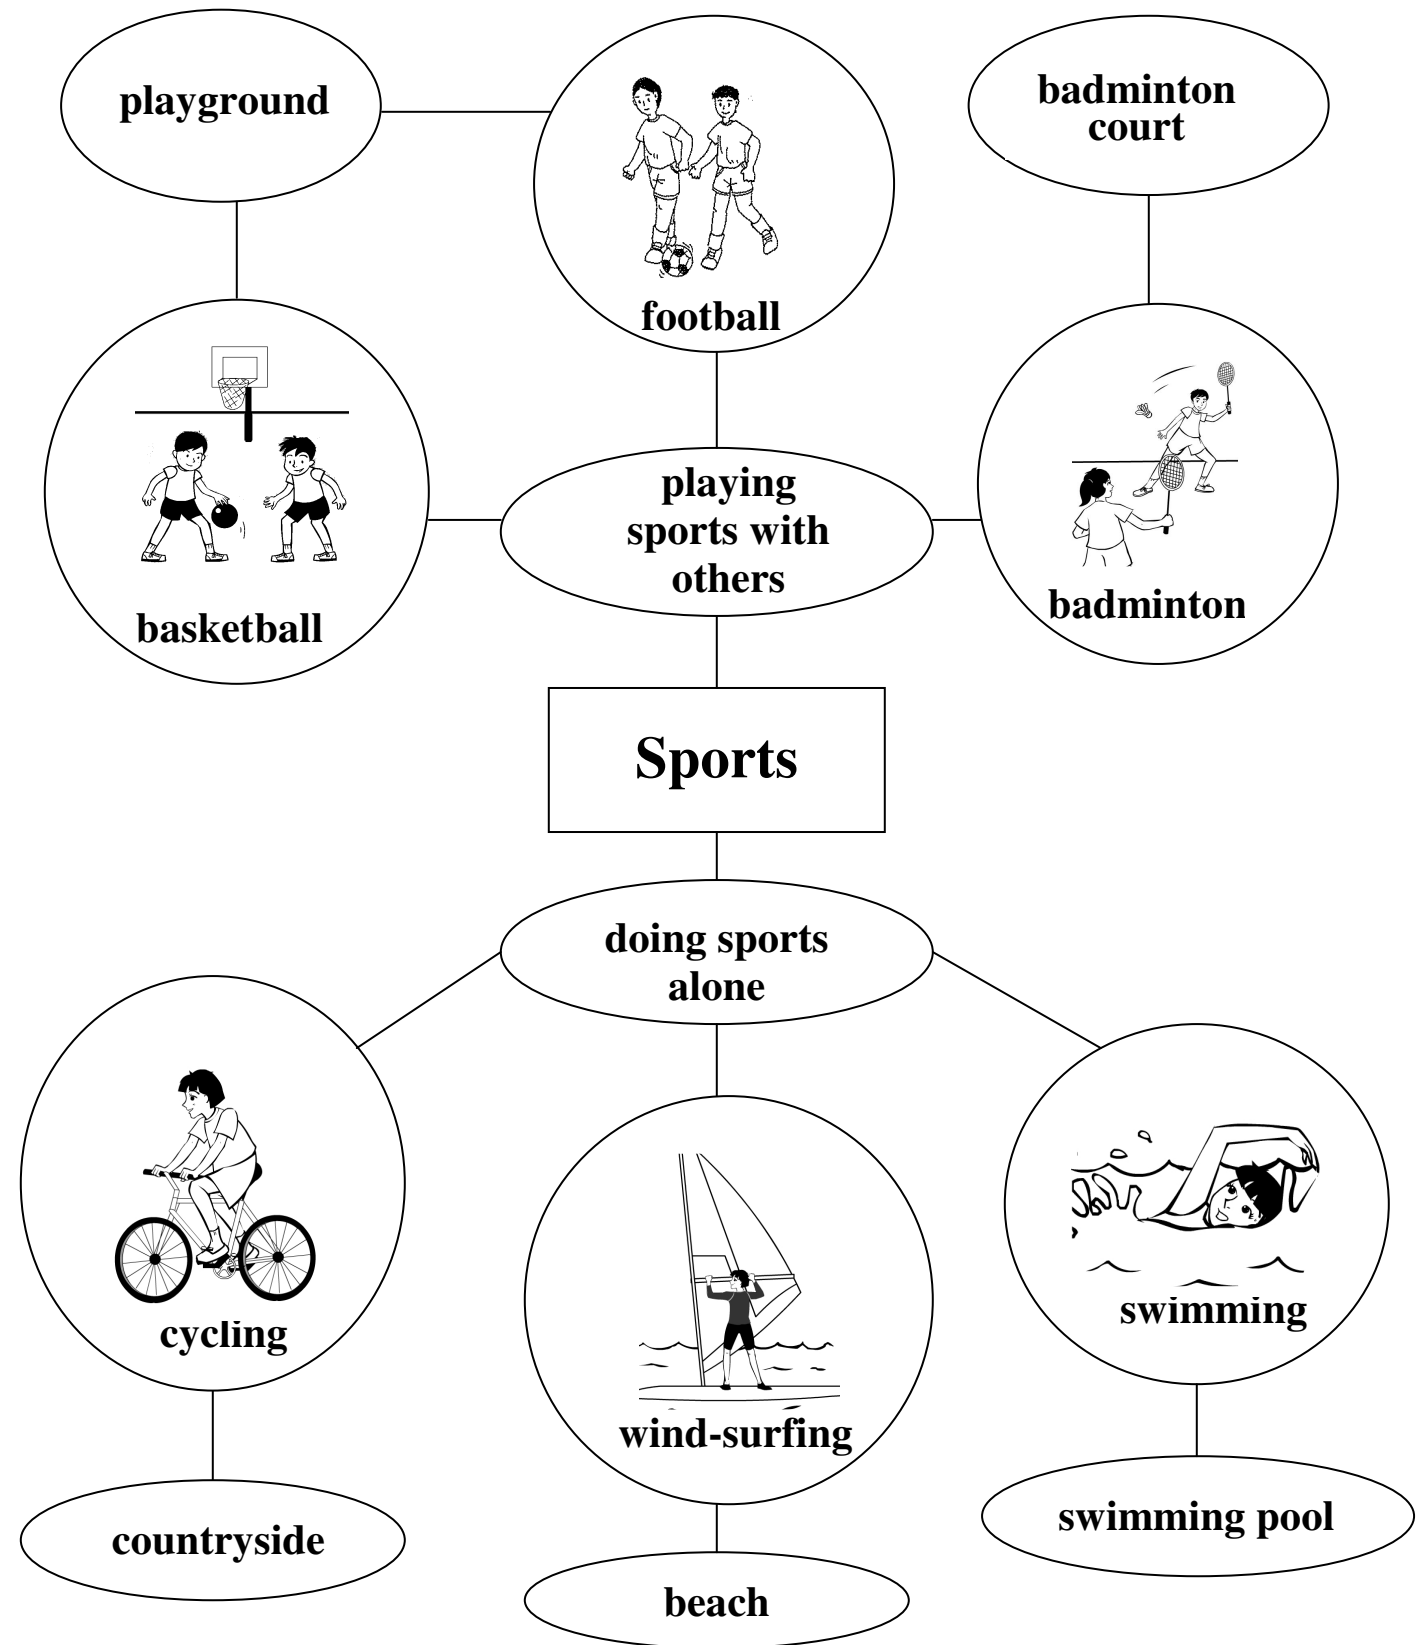 playground
football
badminton
court
basketball
playing
sports with
others
badminton
Sports
doing sports
alone
cycling
wind-surfing
swimming
countryside
beach
swimming pool